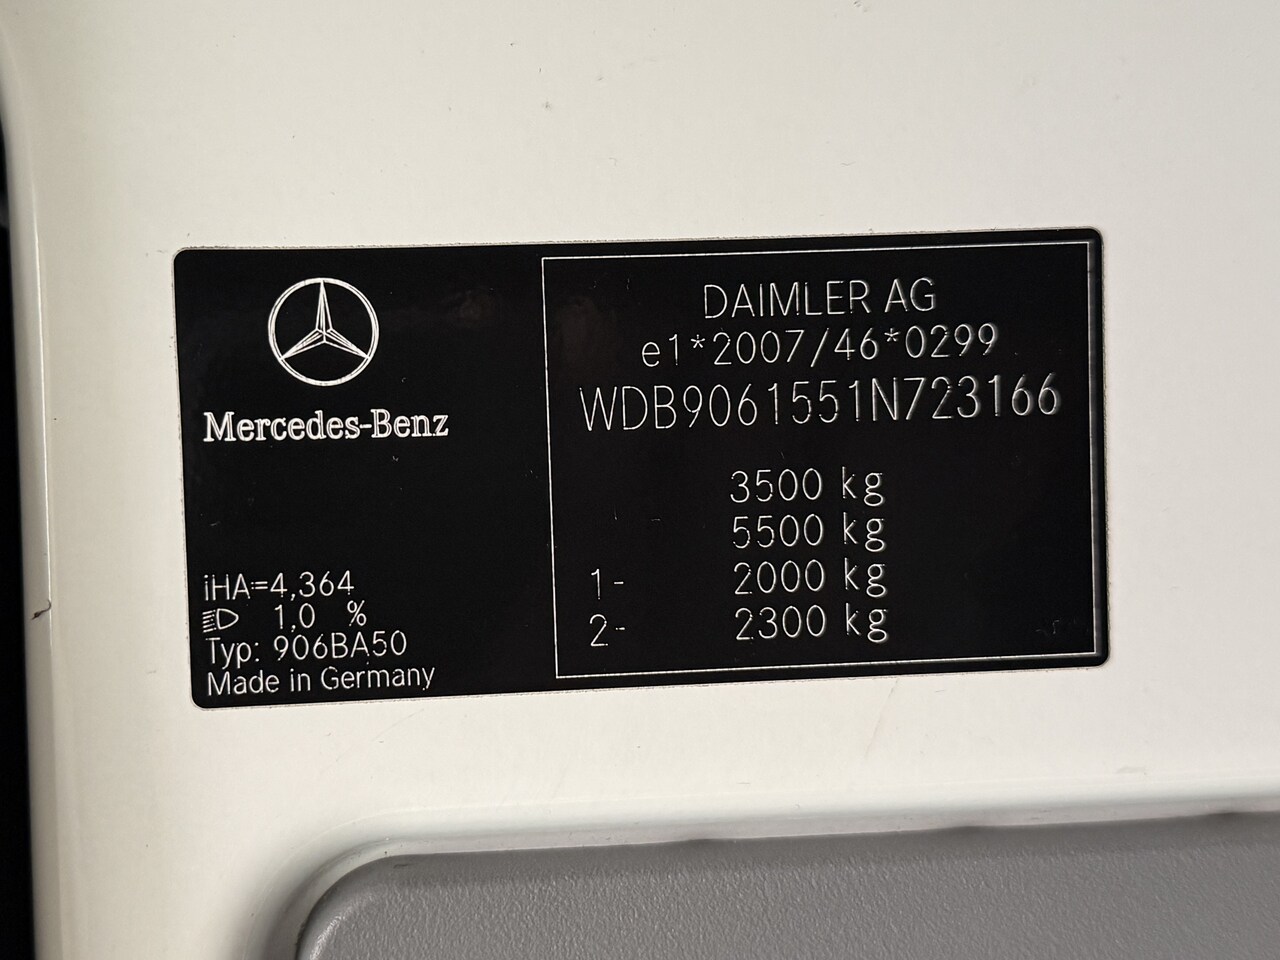 Mercedes-Benz
iHA=4,364
1,0 %
Typ: 906BA50
Made in Germany
DAIMLER AG
e1*2007/46*0299
WDB9061551N723166
3500 kg
5500 kg
1- 2000 kg
2- 2300 kg